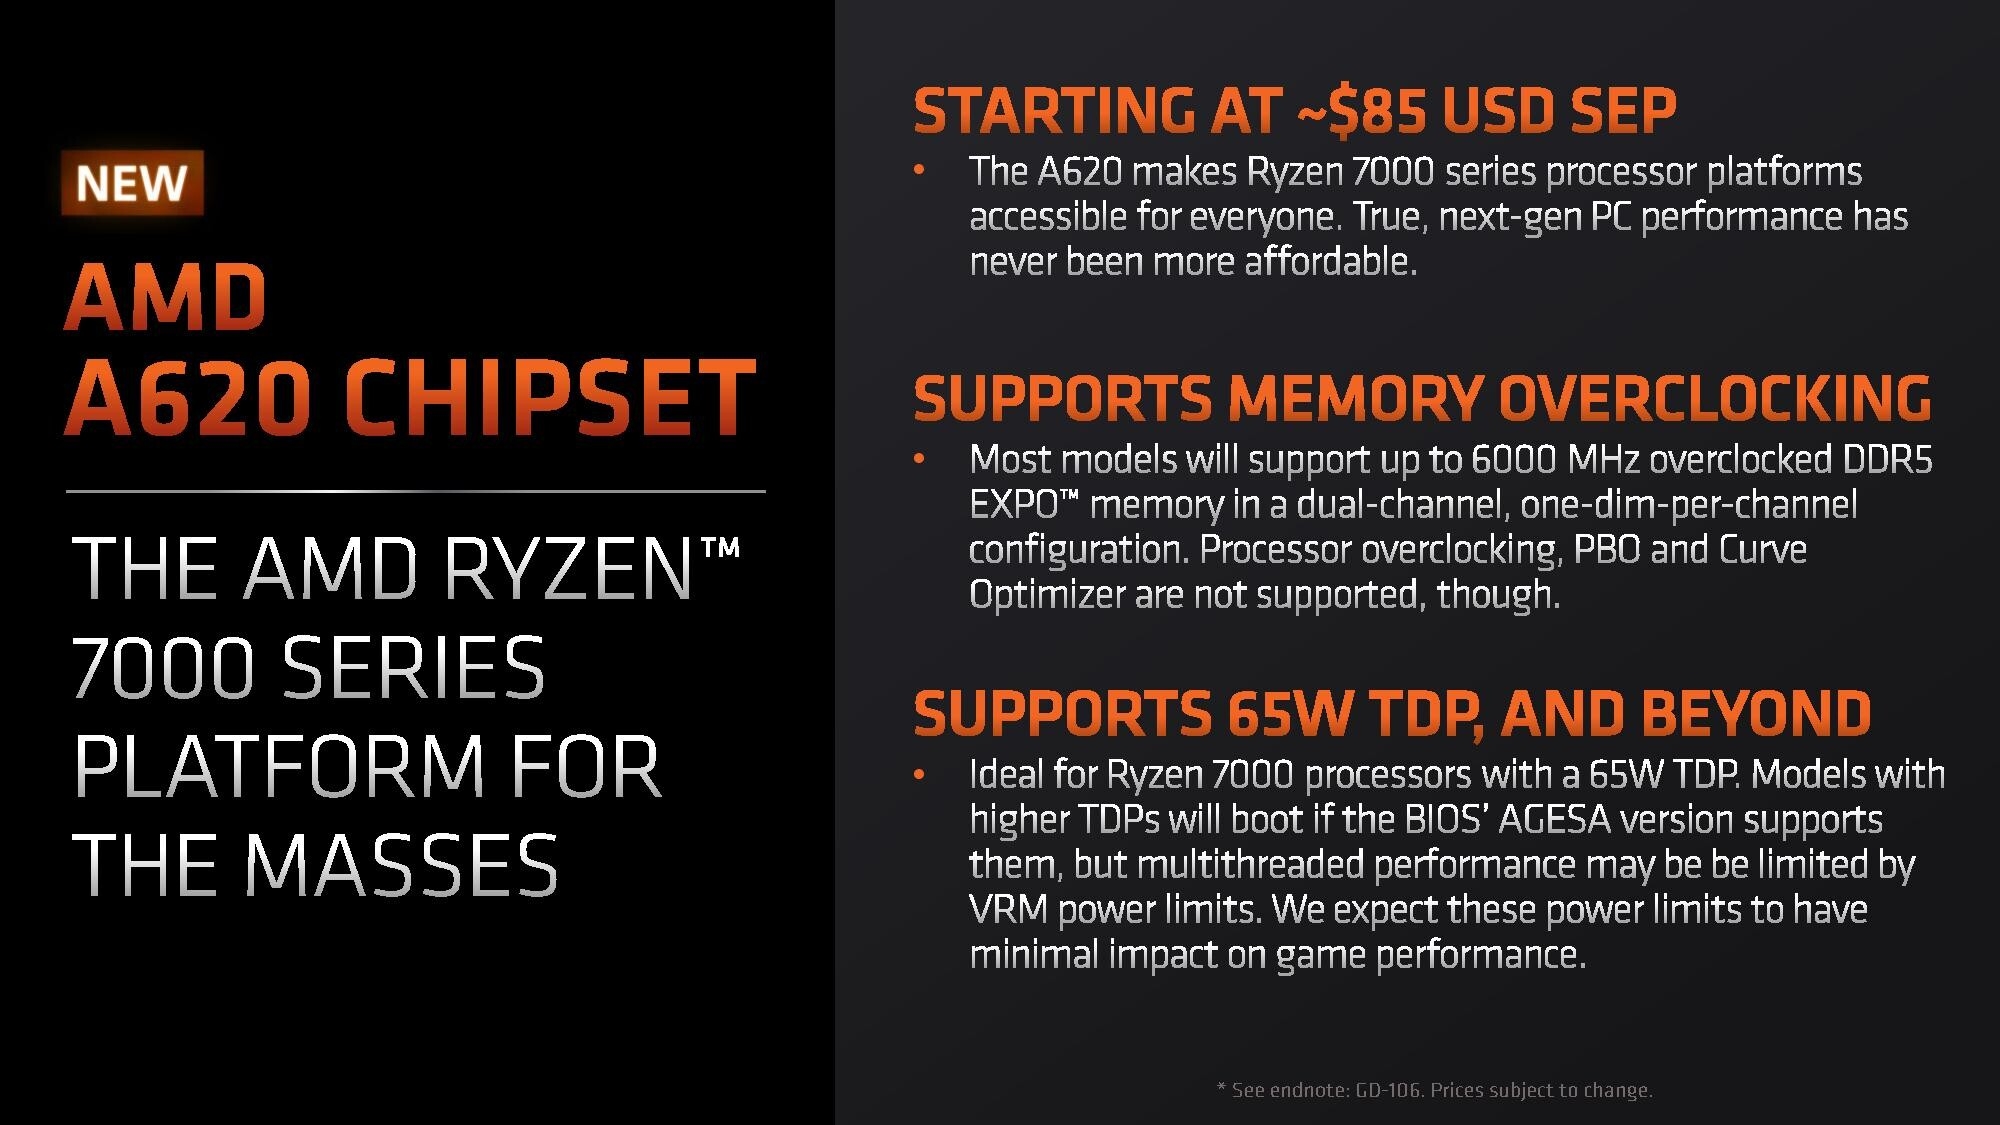 NEW
AMD
A620 CHIPSET
THE AMD RYZEN™
7000 SERIES
PLATFORM FOR
THE MASSES
STARTING AT ~$85 USD SEP
• The A620 makes Ryzen 7000 series processor platforms
accessible for everyone. True, next-gen PC performance has
never been more affordable.
SUPPORTS MEMORY OVERCLOCKING
• Most models will support up to 6000 MHz overclocked DDR5
EXPO™ memory in a dual-channel, one-dim-per-channel
configuration. Processor overclocking, PBO and Curve
Optimizer are not supported, though.
SUPPORTS 65W TDP, AND BEYOND
• Ideal for Ryzen 7000 processors with a 65W TDP. Models with
higher TDPs will boot if the BIOS’ AGESA version supports
them, but multithreaded performance may be be limited by
VRM power limits. We expect these power limits to have
minimal impact on game performance.
* See endnote: GD-106. Prices subject to change.